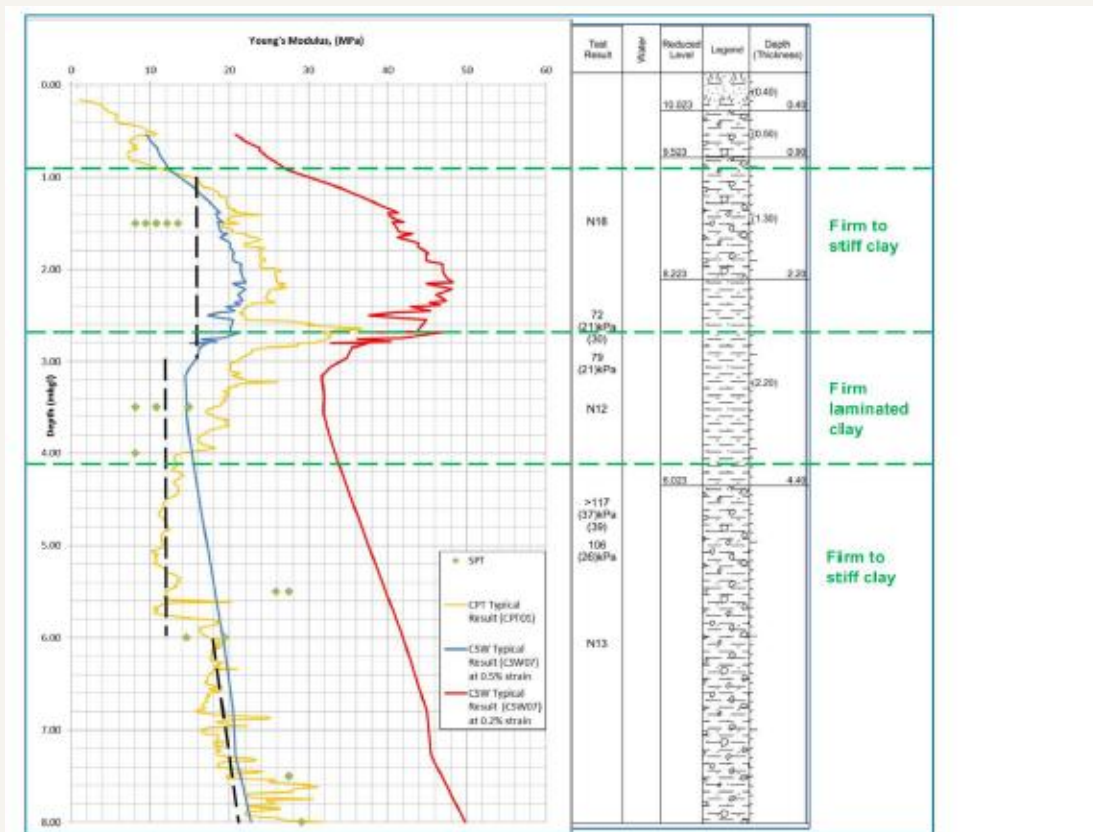 Young's Modulus, (MPa)
0 10 20 30 40 50 60
0.00
1.00
2.00
3.00
4.00
5.00
6.00
7.00
8.00
Depth (mbgl)
SPT
CPT Typical
Result (CPT05)
CSW Typical
Result (CSW07)
at 0.5% strain
CSW Typical
Result (CSW07)
at 0.2% strain
Test
Result
Water
Reduced
Level
Legend
Depth
(Thickness)
(0.40)
10.023 0.40
(0.50)
9.523 0.90
N18
(1.30)
8.223 2.20
72
(21)kPa
(30)
79
(21)kPa
(2.20)
N12
6.023 4.40
>117
(37)kPa
(39)
106
(26)kPa
N13
Firm to
stiff clay
Firm
laminated
clay
Firm to
stiff clay